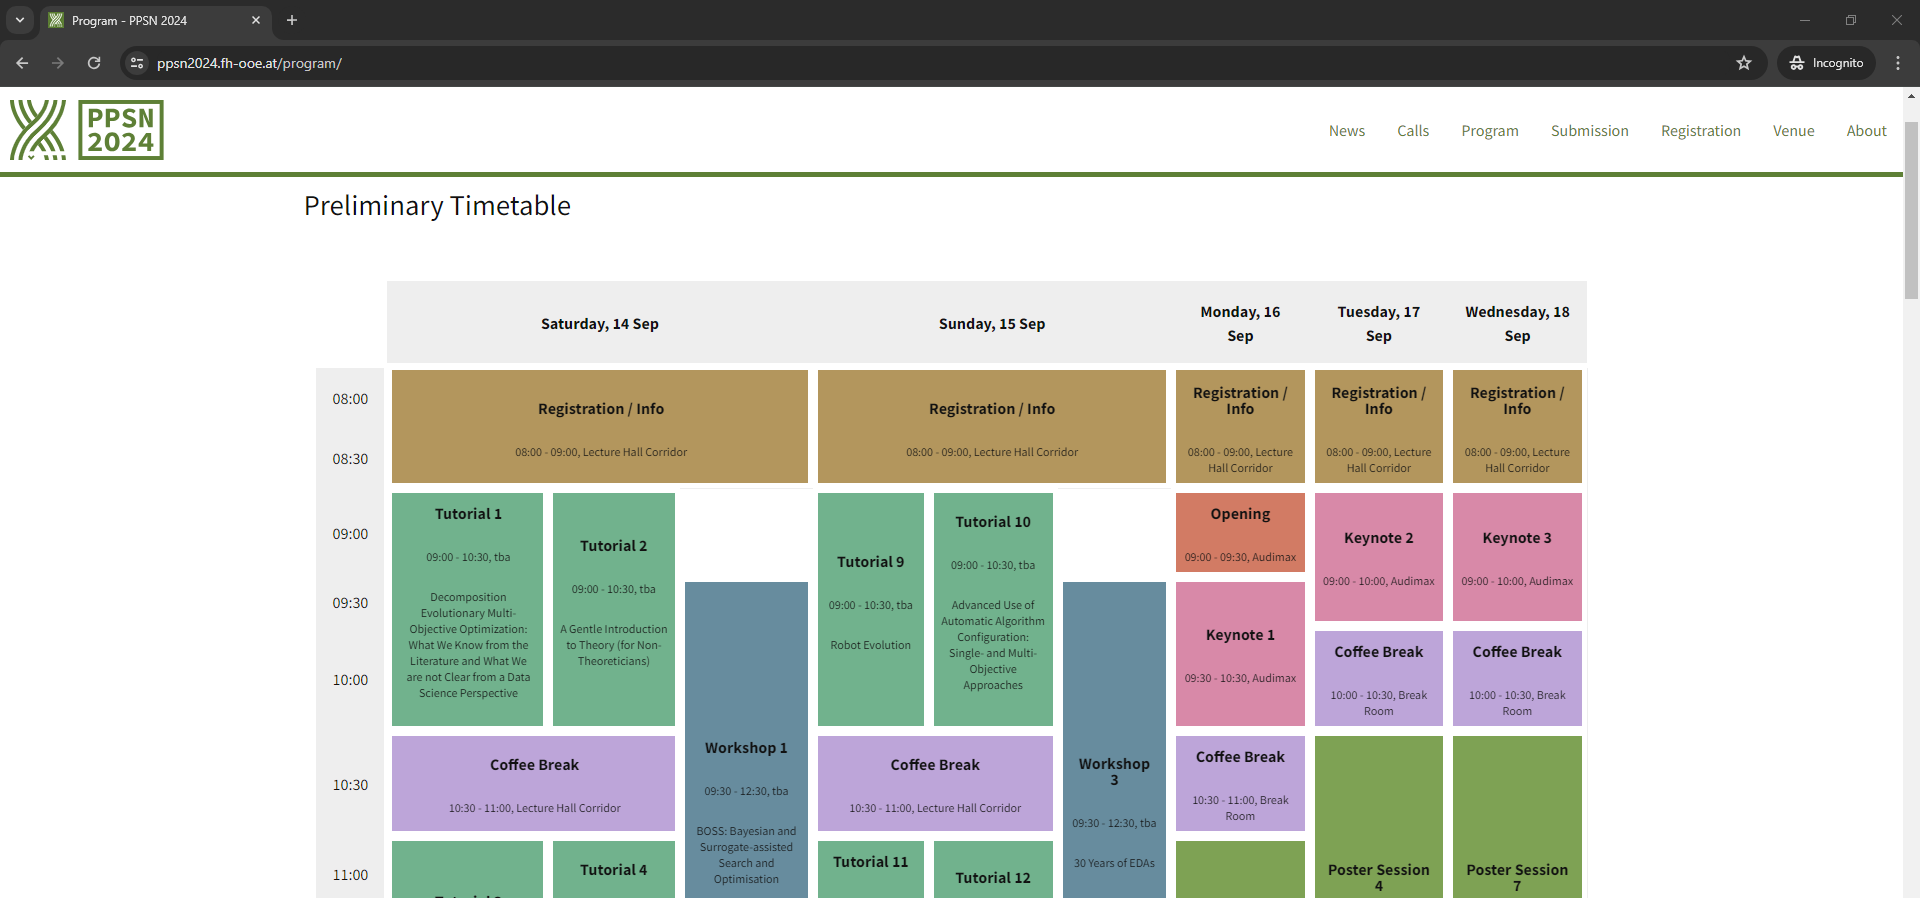 Program - PPSN 2024
ppsn2024.fh-ooe.at/program/
Incognito
PPSN
2024
News Calls Program Submission Registration Venue About
Preliminary Timetable
Saturday, 14 Sep
Sunday, 15 Sep
Monday, 16
Sep
Tuesday, 17
Sep
Wednesday, 18
Sep
08:00
08:30
Registration / Info
08:00 - 09:00, Lecture Hall Corridor
Registration / Info
08:00 - 09:00, Lecture Hall Corridor
Registration /
Info
08:00 - 09:00, Lecture
Hall Corridor
Registration /
Info
08:00 - 09:00, Lecture
Hall Corridor
Registration /
Info
08:00 - 09:00, Lecture
Hall Corridor
09:00
09:30
10:00
Tutorial 1
09:00 - 10:30, tba
Decomposition
Evolutionary Multi-
Objective Optimization:
What We Know from the
Literature and What We
are not Clear from a Data
Science Perspective
Tutorial 2
09:00 - 10:30, tba
A Gentle Introduction
to Theory (for Non-
Theoreticians)
Workshop 1
09:30 - 12:30, tba
BOSS: Bayesian and
Surrogate-assisted
Search and
Optimisation
Tutorial 9
09:00 - 10:30, tba
Robot Evolution
Tutorial 10
09:00 - 10:30, tba
Advanced Use of
Automatic Algorithm
Configuration:
Single- and Multi-
Objective
Approaches
Workshop
3
09:30 - 12:30, tba
30 Years of EDAs
Opening
09:00 - 09:30, Audimax
Keynote 1
09:30 - 10:30, Audimax
Keynote 2
09:00 - 10:00, Audimax
Coffee Break
10:00 - 10:30, Break
Room
Keynote 3
09:00 - 10:00, Audimax
Coffee Break
10:00 - 10:30, Break
Room
10:30
Coffee Break
10:30 - 11:00, Lecture Hall Corridor
Coffee Break
10:30 - 11:00, Lecture Hall Corridor
Coffee Break
10:30 - 11:00, Break
Room
11:00
Tutorial 4
Tutorial 11
Tutorial 12
Poster Session
4
Poster Session
7